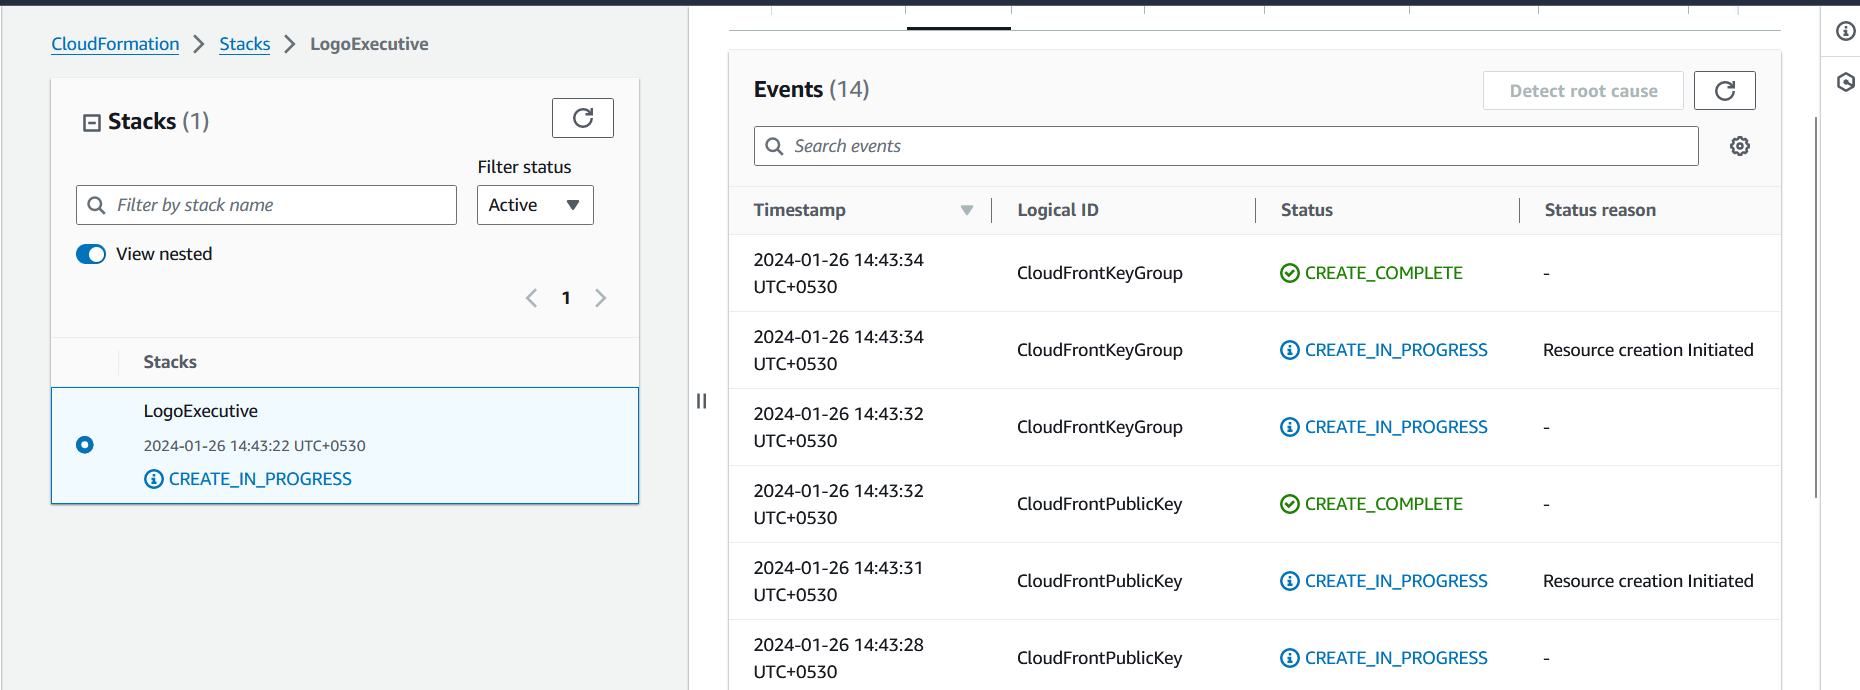 CloudFormation > Stacks > LogoExecutive
Stacks (1)
Filter status
Filter by stack name
Active
View nested
1
Stacks
LogoExecutive
2024-01-26 14:43:22 UTC+0530
CREATE_IN_PROGRESS
Events (14)
Detect root cause
Search events
Timestamp Logical ID Status Status reason
2024-01-26 14:43:34
UTC+0530
CloudFrontKeyGroup CREATE_COMPLETE -
2024-01-26 14:43:34
UTC+0530
CloudFrontKeyGroup CREATE_IN_PROGRESS Resource creation Initiated
2024-01-26 14:43:32
UTC+0530
CloudFrontKeyGroup CREATE_IN_PROGRESS -
2024-01-26 14:43:32
UTC+0530
CloudFrontPublicKey CREATE_COMPLETE -
2024-01-26 14:43:31
UTC+0530
CloudFrontPublicKey CREATE_IN_PROGRESS Resource creation Initiated
2024-01-26 14:43:28
UTC+0530
CloudFrontPublicKey CREATE_IN_PROGRESS -